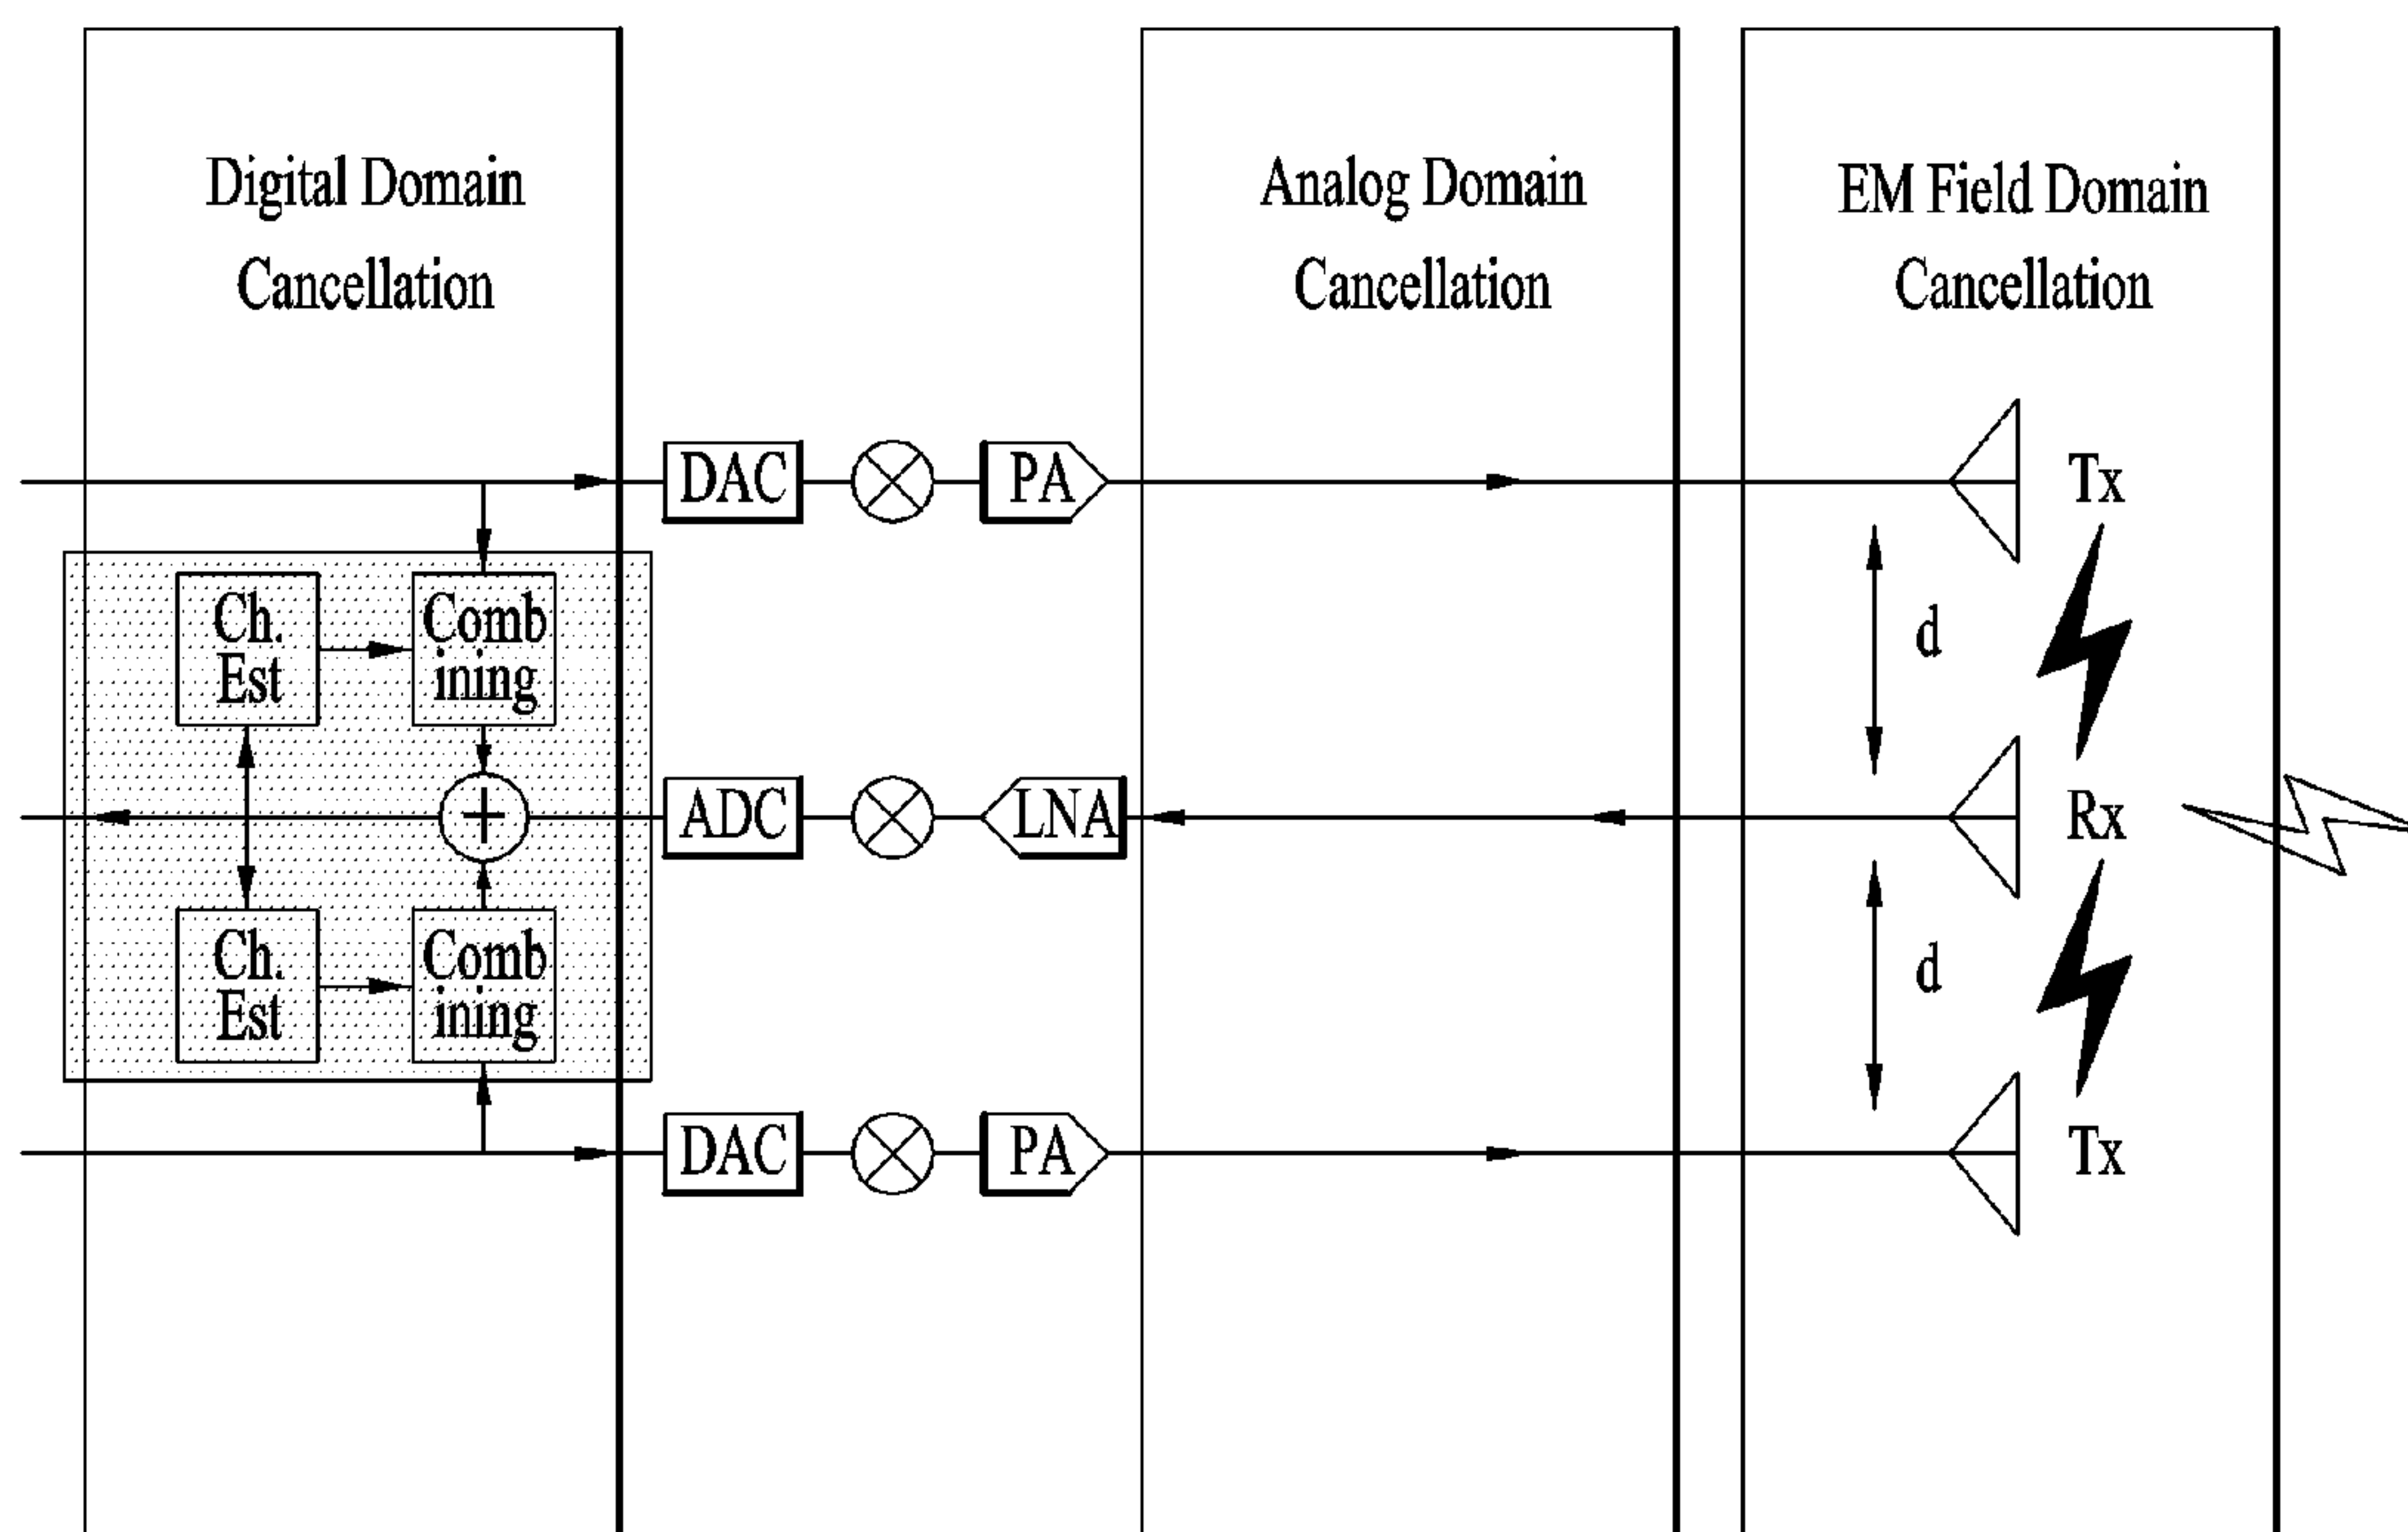 Digital Domain
Cancellation
Analog Domain
Cancellation
EM Field Domain
Cancellation
DAC
PA
Tx
Ch.
Est
Comb
ining
d
ADC
LNA
Rx
Ch.
Est
Comb
ining
d
DAC
PA
Tx